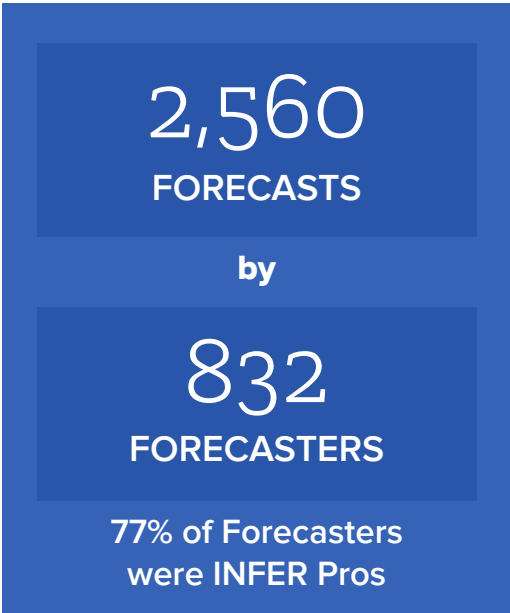 2,560
FORECASTS
by
832
FORECASTERS
77% of Forecasters
were INFER Pros